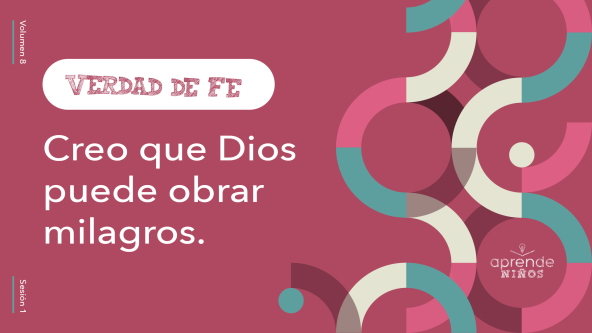 Volumen 8
VERDAD DE FE
Creo que Dios
puede obrar
milagros.
Sesión 1
aprende
NIÑOS